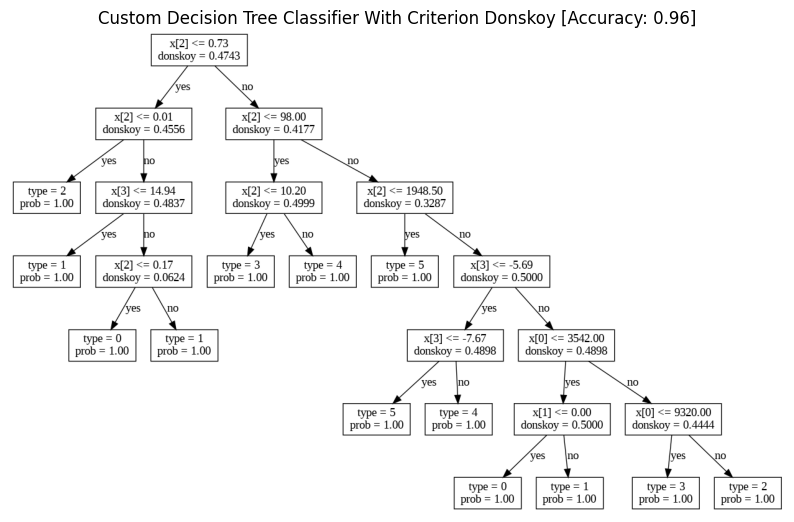 Custom Decision Tree Classifier With Criterion Donskoy [Accuracy: 0.96]
x[2] <= 0.73
donskoy = 0.4743
yes
no
x[2] <= 0.01
donskoy = 0.4556
x[2] <= 98.00
donskoy = 0.4177
yes
no
yes
no
type = 2
prob = 1.00
x[3] <= 14.94
donskoy = 0.4837
x[2] <= 10.20
donskoy = 0.4999
x[2] <= 1948.50
donskoy = 0.3287
yes
no
yes
no
yes
no
type = 1
prob = 1.00
x[2] <= 0.17
donskoy = 0.0624
type = 3
prob = 1.00
type = 4
prob = 1.00
type = 5
prob = 1.00
x[3] <= -5.69
donskoy = 0.5000
yes
no
yes
no
type = 0
prob = 1.00
type = 1
prob = 1.00
x[3] <= -7.67
donskoy = 0.4898
x[0] <= 3542.00
donskoy = 0.4898
yes
no
yes
no
type = 5
prob = 1.00
type = 4
prob = 1.00
x[1] <= 0.00
donskoy = 0.5000
x[0] <= 9320.00
donskoy = 0.4444
yes
no
yes
no
type = 0
prob = 1.00
type = 1
prob = 1.00
type = 3
prob = 1.00
type = 2
prob = 1.00